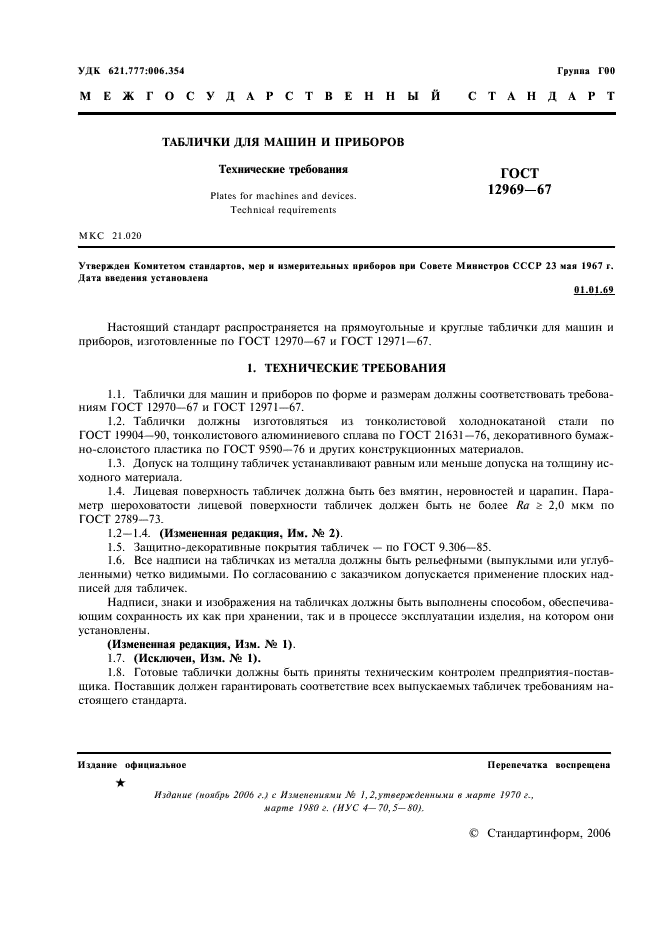 УДК 621.777:006.354
Группа Г00
МЕЖГОСУДАРСТВЕННЫЙ СТАНДАРТ
ТАБЛИЧКИ ДЛЯ МАШИН И ПРИБОРОВ
Технические требования
Plates for machines and devices.
Technical requirements
ГОСТ
12969—67
МКС 21.020
Утвержден Комитетом стандартов, мер и измерительных приборов при Совете Министров СССР 23 мая 1967 г.
Дата введения установлена
01.01.69
Настоящий стандарт распространяется на прямоугольные и круглые таблички для машин и
приборов, изготовленные по ГОСТ 12970—67 и ГОСТ 12971—67.
1. ТЕХНИЧЕСКИЕ ТРЕБОВАНИЯ
1.1. Таблички для машин и приборов по форме и размерам должны соответствовать требова-
ниям ГОСТ 12970—67 и ГОСТ 12971—67.
1.2. Таблички должны изготовляться из тонколистовой холоднокатаной стали по
ГОСТ 19904—90, тонколистового алюминиевого сплава по ГОСТ 21631—76, декоративного бумаж-
но-слоистого пластика по ГОСТ 9590—76 и других конструкционных материалов.
1.3. Допуск на толщину табличек устанавливают равным или меньше допуска на толщину ис-
ходного материала.
1.4. Лицевая поверхность табличек должна быть без вмятин, неровностей и царапин. Пара-
метр шероховатости лицевой поверхности табличек должен быть не более Ra ≥ 2,0 мкм по
ГОСТ 2789—73.
1.2—1.4. (Измененная редакция, Им. № 2).
1.5. Защитно-декоративные покрытия табличек — по ГОСТ 9.306—85.
1.6. Все надписи на табличках из металла должны быть рельефными (выпуклыми или углуб-
ленными) четко видимыми. По согласованию с заказчиком допускается применение плоских над-
писей для табличек.
Надписи, знаки и изображения на табличках должны быть выполнены способом, обеспечива-
ющим сохранность их как при хранении, так и в процессе эксплуатации изделия, на котором они
установлены.
(Измененная редакция, Изм. № 1).
1.7. (Исключен, Изм. № 1).
1.8. Готовые таблички должны быть приняты техническим контролем предприятия-постав-
щика. Поставщик должен гарантировать соответствие всех выпускаемых табличек требованиям на-
стоящего стандарта.
Издание официальное
Перепечатка воспрещена
★
Издание (ноябрь 2006 г.) с Изменениями № 1, 2, утвержденными в марте 1970 г.,
марте 1980 г. (ИУС 4—70, 5—80).
© Стандартинформ, 2006